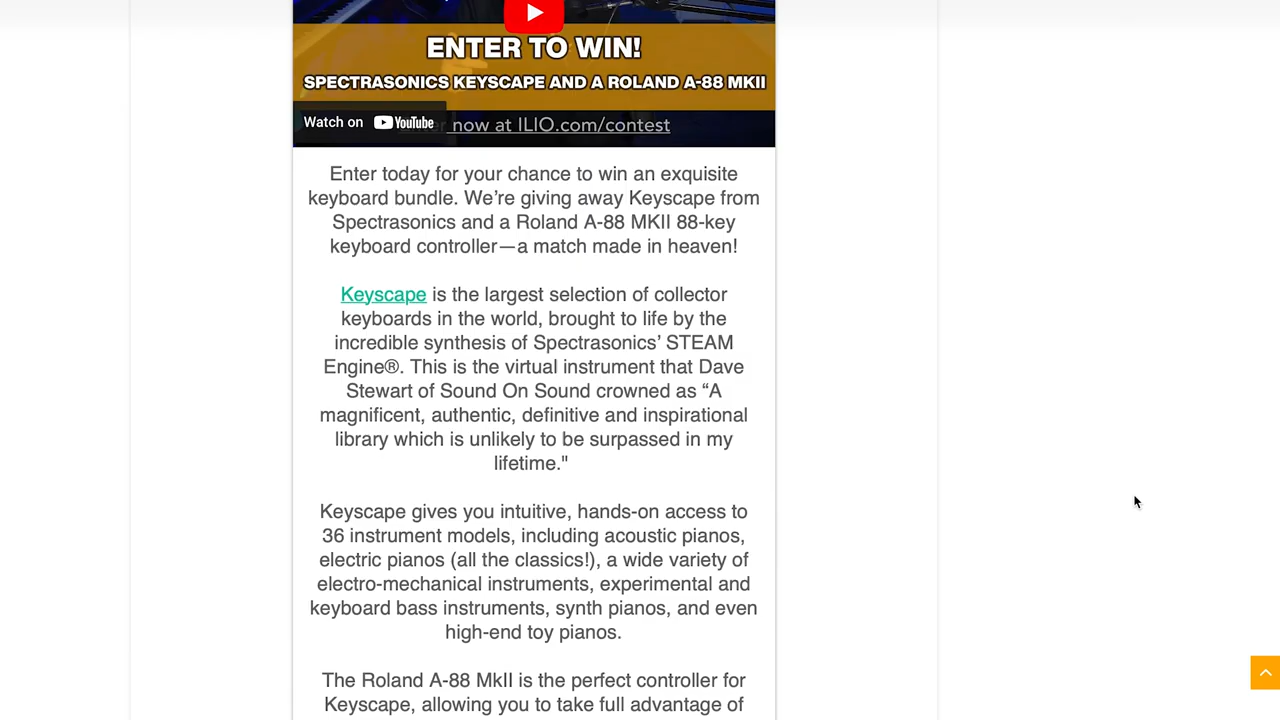 ENTER TO WIN!
SPECTRASONICS KEYSCAPE AND A ROLAND A-88 MKII
Watch on YouTube
now at ILIO.com/contest
Enter today for your chance to win an exquisite
keyboard bundle. We’re giving away Keyscape from
Spectrasonics and a Roland A-88 MKII 88-key
keyboard controller—a match made in heaven!
Keyscape is the largest selection of collector
keyboards in the world, brought to life by the
incredible synthesis of Spectrasonics’ STEAM
Engine®. This is the virtual instrument that Dave
Stewart of Sound On Sound crowned as “A
magnificent, authentic, definitive and inspirational
library which is unlikely to be surpassed in my
lifetime."
Keyscape gives you intuitive, hands-on access to
36 instrument models, including acoustic pianos,
electric pianos (all the classics!), a wide variety of
electro-mechanical instruments, experimental and
keyboard bass instruments, synth pianos, and even
high-end toy pianos.
The Roland A-88 MkII is the perfect controller for
Keyscape, allowing you to take full advantage of